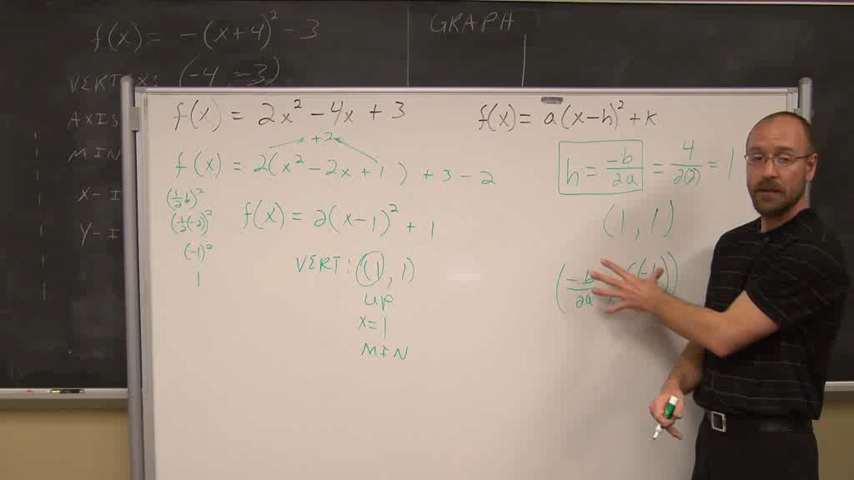 f(x) = -(x+4)² - 3
GRAPH
(-4, -3)
AXIS
MIN
X-I
Y-I
f(x) = 2x² - 4x + 3
+2
f(x) = 2(x² - 2x + 1 ) + 3 - 2
(½b)²
(½(-2))²
(-1)²
1
f(x) = 2(x-1)² + 1
VERT: (1, 1)
up
x=1
MIN
f(x) = a(x-h)² + k
h = -b/2a = 4/2(2) = 1
(1, 1)
(-b/2a